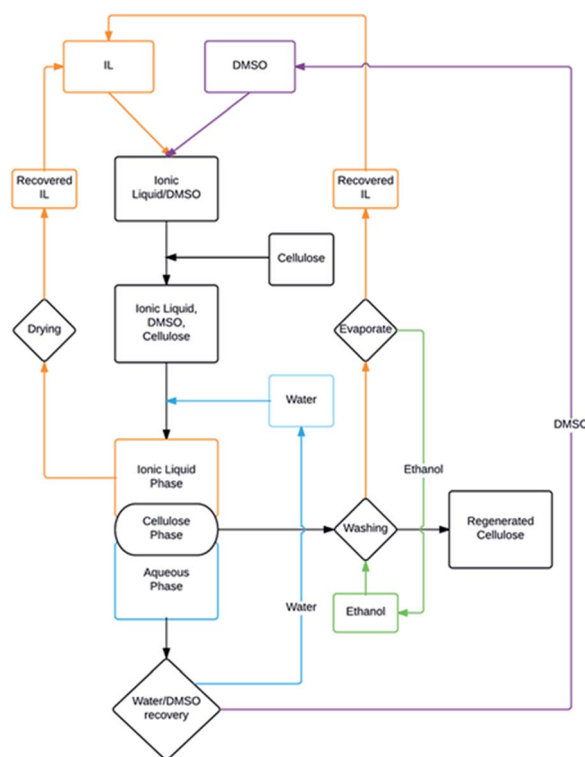 IL
DMSO
Recovered
IL
Ionic
Liquid/DMSO
Recovered
IL
Cellulose
Ionic Liquid,
DMSO,
Cellulose
Drying
Evaporate
Water
DMSO
Ionic Liquid
Phase
Ethanol
Cellulose
Phase
Washing
Regenerated
Cellulose
Aqueous
Phase
Water
Ethanol
Water/DMSO
recovery